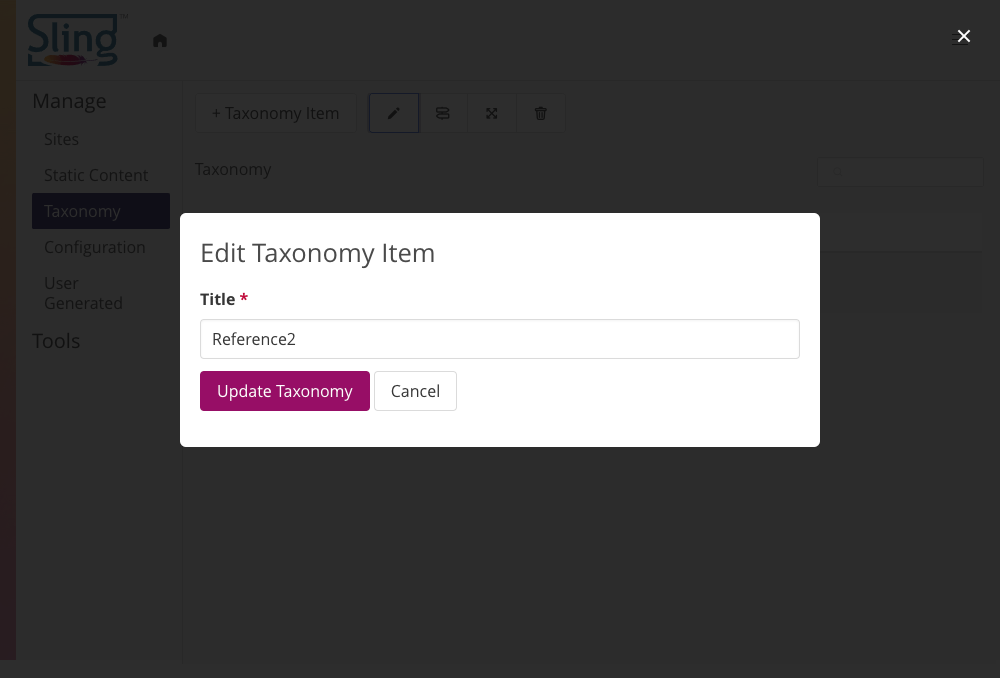 Sling™
Manage
Sites
Static Content
Taxonomy
Configuration
User
Generated
Tools
+ Taxonomy Item
Taxonomy
Edit Taxonomy Item
Title *
Reference2
Update Taxonomy
Cancel